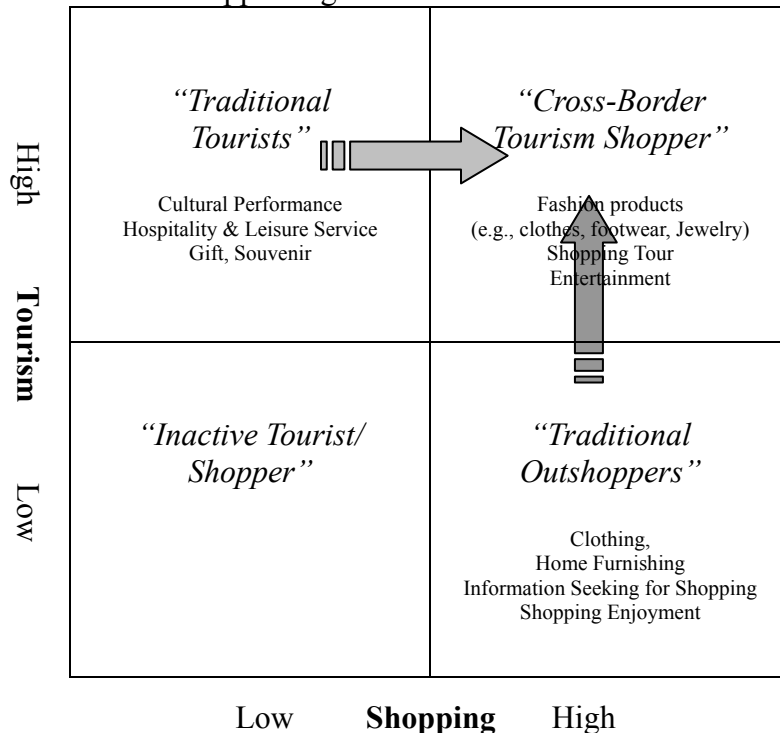 “Traditional
Tourists”
Cultural Performance
Hospitality & Leisure Service
Gift, Souvenir
“Cross-Border
Tourism Shopper”
Fashion products
(e.g., clothes, footwear, Jewelry)
Shopping Tour
Entertainment
“Inactive Tourist/
Shopper”
“Traditional
Outshoppers”
Clothing,
Home Furnishing
Information Seeking for Shopping
Shopping Enjoyment
High
Tourism
Low
Low Shopping High